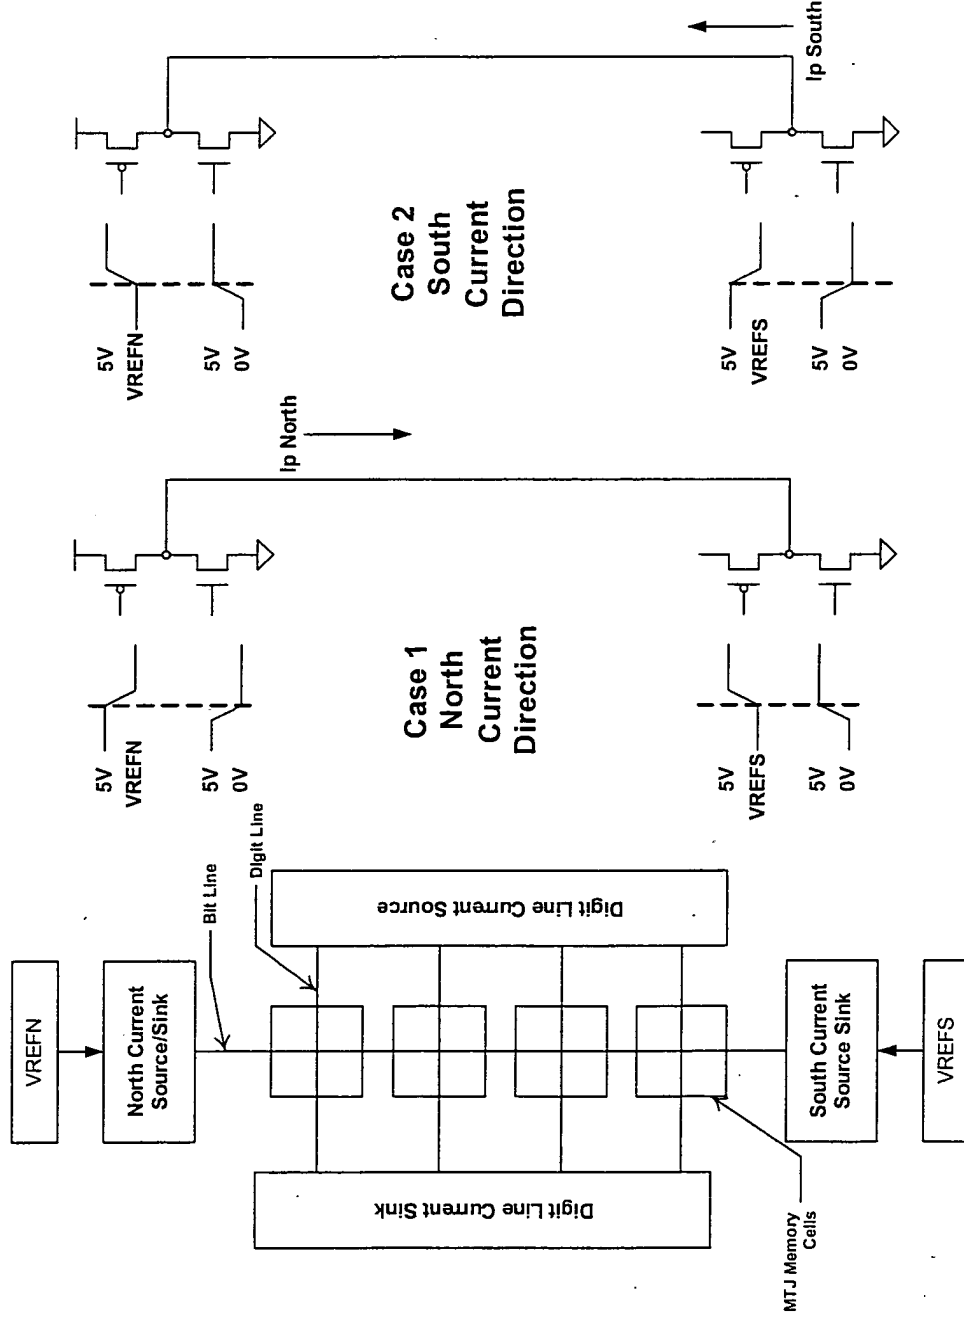 VREFN
North Current
Source/Sink
Bit Line
Digit Line
Digit Line Current Source
Digit Line Current Sink
MTJ Memory
Cells
South Current
Source Sink
VREFS
5V
VREFN
5V
0V
Case 1
North
Current
Direction
Ip North
5V
VREFS
5V
0V
5V
VREFN
5V
0V
Case 2
South
Current
Direction
5V
VREFS
5V
0V
Ip South